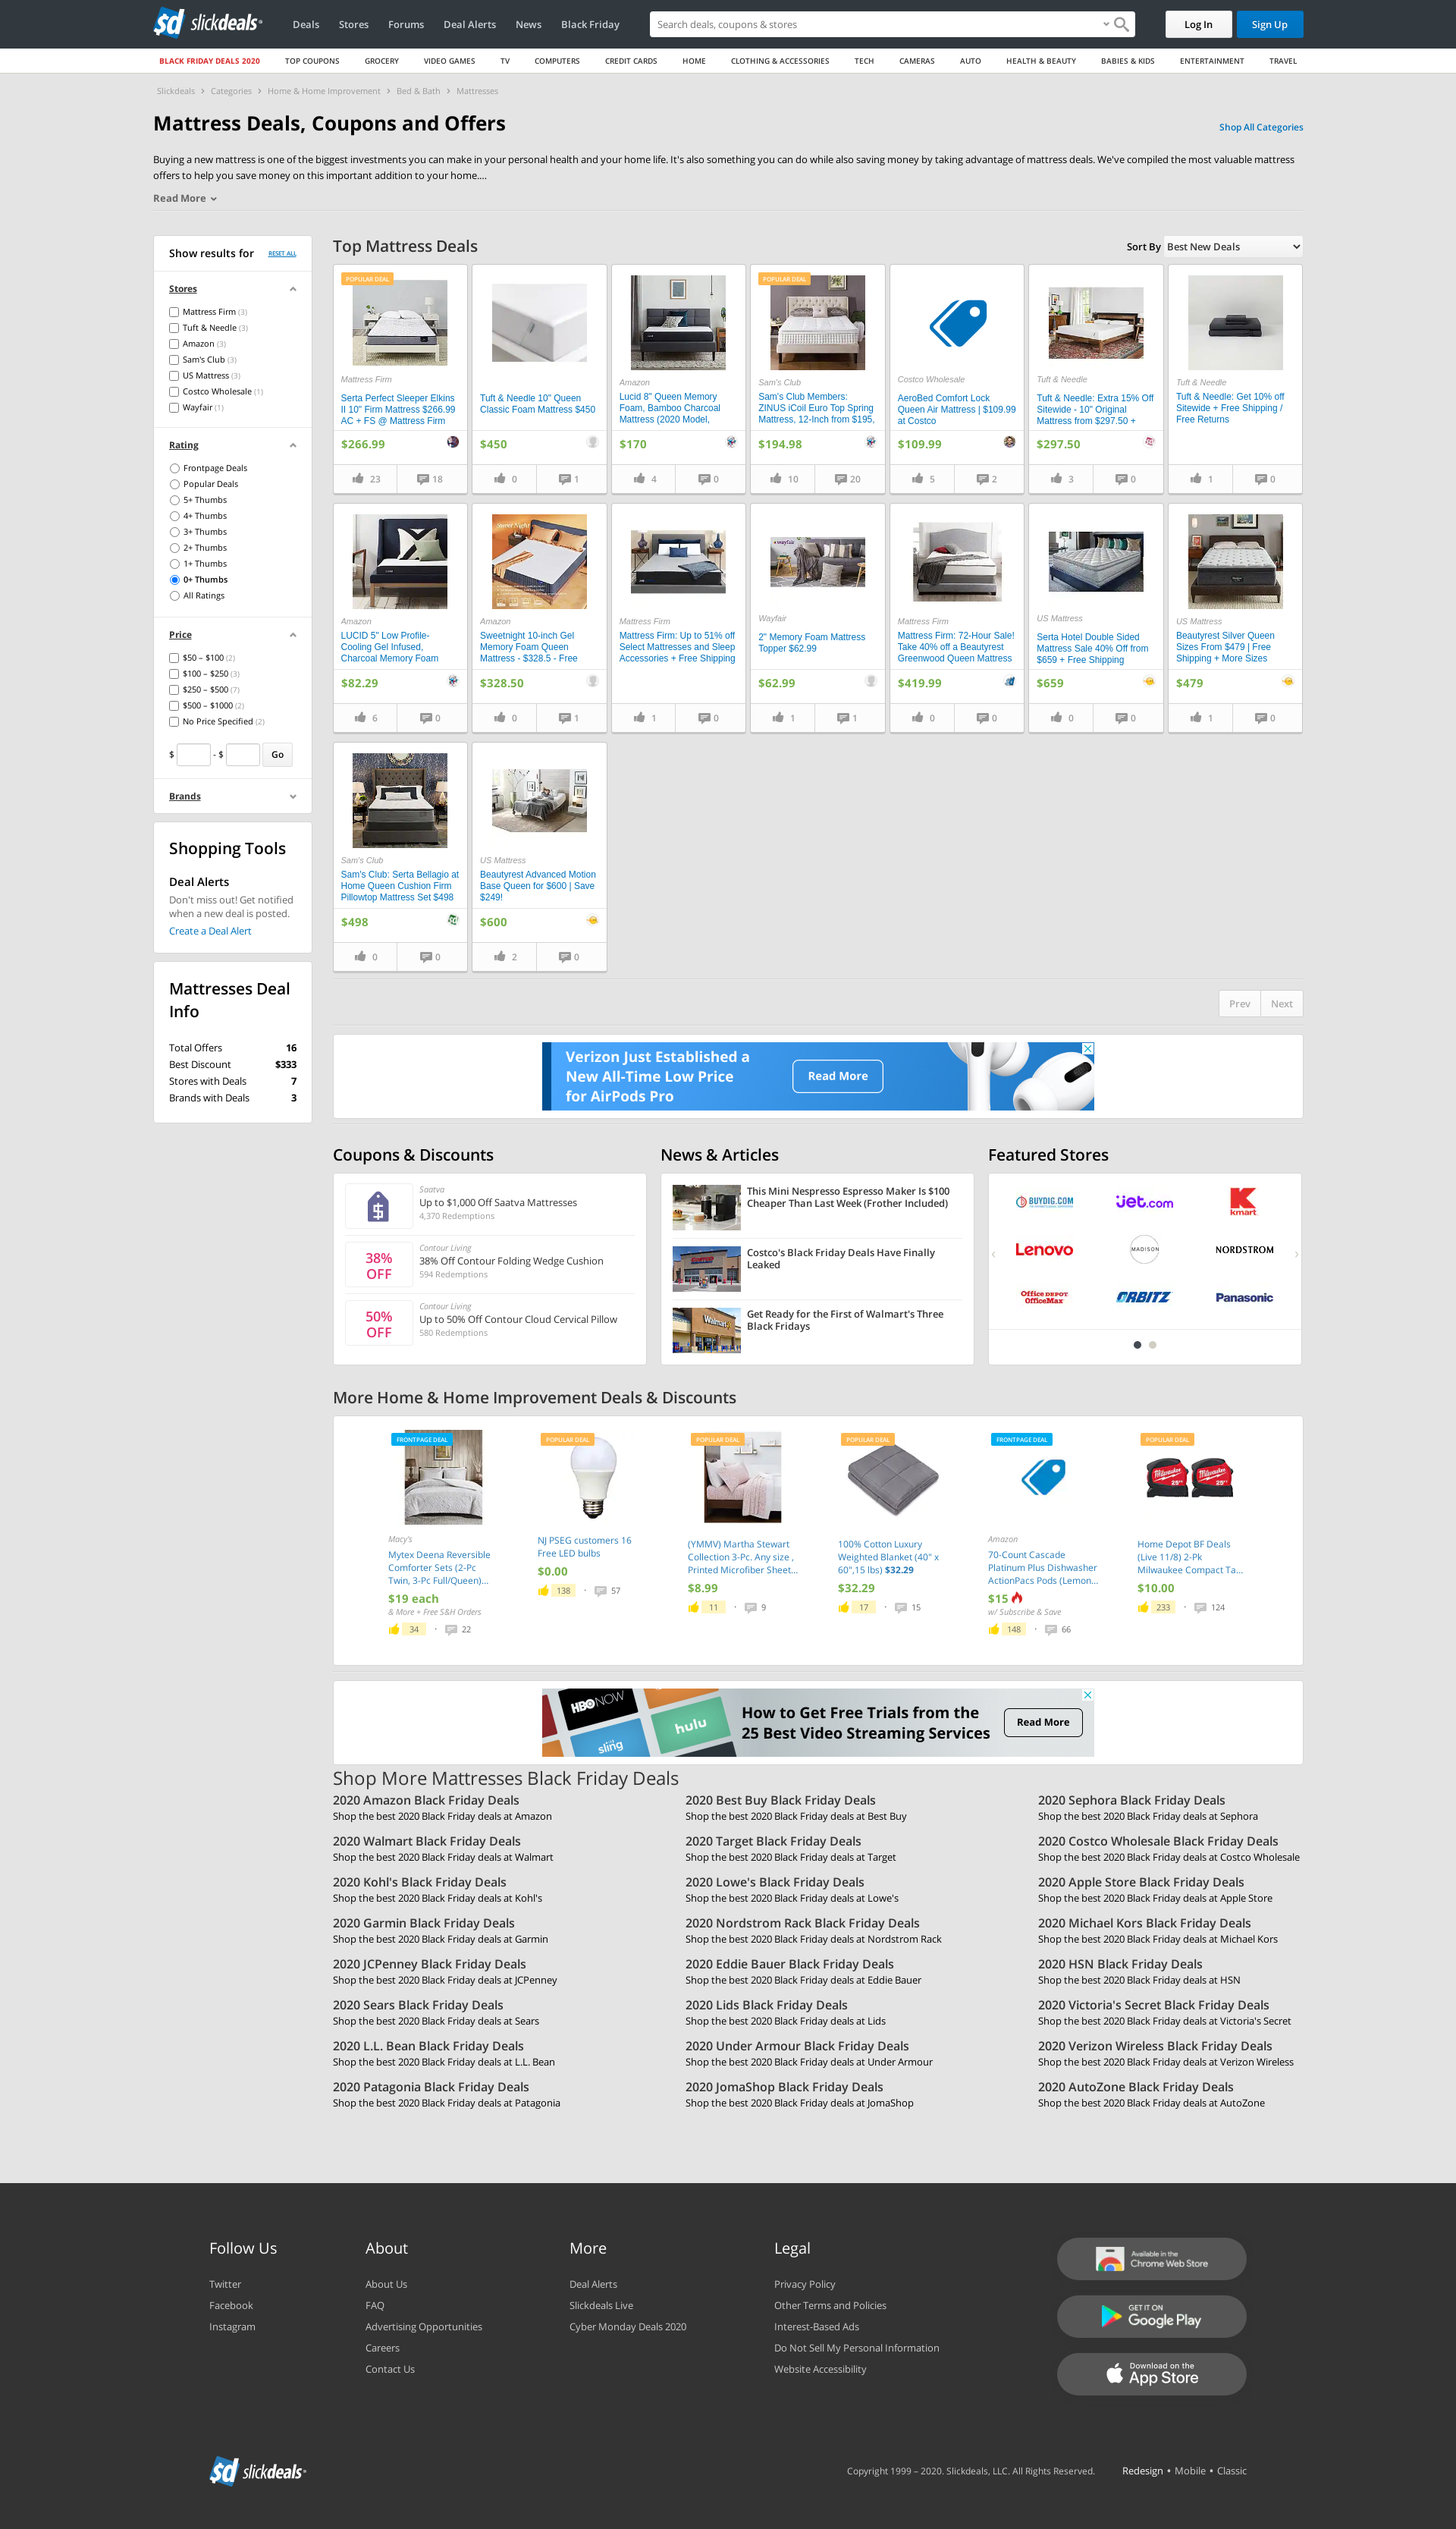 slickdeals
Deals
Stores
Forums
Deal Alerts
News
Black Friday
Search deals, coupons & stores
Log In
Sign Up
BLACK FRIDAY DEALS 2020
TOP COUPONS
GROCERY
VIDEO GAMES
TV
COMPUTERS
CREDIT CARDS
HOME
CLOTHING & ACCESSORIES
TECH
CAMERAS
AUTO
HEALTH & BEAUTY
BABIES & KIDS
ENTERTAINMENT
TRAVEL
Slickdeals > Categories > Home & Home Improvement > Bed & Bath > Mattresses
Mattress Deals, Coupons and Offers
Shop All Categories
Buying a new mattress is one of the biggest investments you can make in your personal health and your home life. It's also something you can do while also saving money by taking advantage of mattress deals. We've compiled the most valuable mattress
offers to help you save money on this important addition to your home....
Read More
Show results for
RESET ALL
Stores
Mattress Firm (3)
Tuft & Needle (3)
Amazon (3)
Sam's Club (3)
US Mattress (3)
Costco Wholesale (1)
Wayfair (1)
Rating
Frontpage Deals
Popular Deals
5+ Thumbs
4+ Thumbs
3+ Thumbs
2+ Thumbs
1+ Thumbs
0+ Thumbs
All Ratings
Price
$50 – $100 (2)
$100 – $250 (3)
$250 – $500 (7)
$500 – $1000 (2)
No Price Specified (2)
$ - $ Go
Brands
Shopping Tools
Deal Alerts
Don't miss out! Get notified
when a new deal is posted.
Create a Deal Alert
Mattresses Deal
Info
Total Offers 16
Best Discount $333
Stores with Deals 7
Brands with Deals 3
Top Mattress Deals
Sort By Best New Deals
POPULAR DEAL
Mattress Firm
Serta Perfect Sleeper Elkins
II 10" Firm Mattress $266.99
AC + FS @ Mattress Firm
$266.99
23 18
Tuft & Needle 10" Queen
Classic Foam Mattress $450
$450
0 1
Amazon
Lucid 8" Queen Memory
Foam, Bamboo Charcoal
Mattress (2020 Model,
$170
4 0
POPULAR DEAL
Sam's Club
Sam's Club Members:
ZINUS iCoil Euro Top Spring
Mattress, 12-Inch from $195,
$194.98
10 20
Costco Wholesale
AeroBed Comfort Lock
Queen Air Mattress | $109.99
at Costco
$109.99
5 2
Tuft & Needle
Tuft & Needle: Extra 15% Off
Sitewide - 10" Original
Mattress from $297.50 +
$297.50
3 0
Tuft & Needle
Tuft & Needle: Get 10% off
Sitewide + Free Shipping /
Free Returns
1 0
Amazon
LUCID 5" Low Profile-
Cooling Gel Infused,
Charcoal Memory Foam
$82.29
6 0
Sweet Night
Amazon
Sweetnight 10-inch Gel
Memory Foam Queen
Mattress - $328.5 - Free
$328.50
0 1
Mattress Firm
Mattress Firm: Up to 51% off
Select Mattresses and Sleep
Accessories + Free Shipping
1 0
wayfair
Wayfair
2" Memory Foam Mattress
Topper $62.99
$62.99
1 1
Mattress Firm
Mattress Firm: 72-Hour Sale!
Take 40% off a Beautyrest
Greenwood Queen Mattress
$419.99
0 0
US Mattress
Serta Hotel Double Sided
Mattress Sale 40% Off from
$659 + Free Shipping
$659
0 0
US Mattress
Beautyrest Silver Queen
Sizes From $479 | Free
Shipping + More Sizes
$479
1 0
Sam's Club
Sam's Club: Serta Bellagio at
Home Queen Cushion Firm
Pillowtop Mattress Set $498
$498
0 0
US Mattress
Beautyrest Advanced Motion
Base Queen for $600 | Save
$249!
$600
2 0
Prev
Next
Verizon Just Established a
New All-Time Low Price
for AirPods Pro
Read More
Coupons & Discounts
Saatva
Up to $1,000 Off Saatva Mattresses
4,370 Redemptions
38%
OFF
Contour Living
38% Off Contour Folding Wedge Cushion
594 Redemptions
50%
OFF
Contour Living
Up to 50% Off Contour Cloud Cervical Pillow
580 Redemptions
News & Articles
This Mini Nespresso Espresso Maker Is $100
Cheaper Than Last Week (Frother Included)
Costco's Black Friday Deals Have Finally
Leaked
Walmart
Get Ready for the First of Walmart's Three
Black Fridays
Featured Stores
BUYDIG.COM
jet.com
kmart
Lenovo
MADISON
NORDSTROM
Office DEPOT
OfficeMax
ORBITZ
Panasonic
More Home & Home Improvement Deals & Discounts
FRONTPAGE DEAL
Macy's
Mytex Deena Reversible
Comforter Sets (2-Pc
Twin, 3-Pc Full/Queen)...
$19 each
& More + Free S&H Orders
34 · 22
POPULAR DEAL
NJ PSEG customers 16
Free LED bulbs
$0.00
138 · 57
POPULAR DEAL
(YMMV) Martha Stewart
Collection 3-Pc. Any size ,
Printed Microfiber Sheet...
$8.99
11 · 9
POPULAR DEAL
100% Cotton Luxury
Weighted Blanket (40" x
60",15 lbs) $32.29
$32.29
17 · 15
FRONTPAGE DEAL
Amazon
70-Count Cascade
Platinum Plus Dishwasher
ActionPacs Pods (Lemon...
$15
w/ Subscribe & Save
148 · 66
POPULAR DEAL
Milwaukee
Home Depot BF Deals
(Live 11/8) 2-Pk
Milwaukee Compact Ta...
$10.00
233 · 124
HBO NOW
hulu
sling
How to Get Free Trials from the
25 Best Video Streaming Services
Read More
Shop More Mattresses Black Friday Deals
2020 Amazon Black Friday Deals
Shop the best 2020 Black Friday deals at Amazon
2020 Best Buy Black Friday Deals
Shop the best 2020 Black Friday deals at Best Buy
2020 Sephora Black Friday Deals
Shop the best 2020 Black Friday deals at Sephora
2020 Walmart Black Friday Deals
Shop the best 2020 Black Friday deals at Walmart
2020 Target Black Friday Deals
Shop the best 2020 Black Friday deals at Target
2020 Costco Wholesale Black Friday Deals
Shop the best 2020 Black Friday deals at Costco Wholesale
2020 Kohl's Black Friday Deals
Shop the best 2020 Black Friday deals at Kohl's
2020 Lowe's Black Friday Deals
Shop the best 2020 Black Friday deals at Lowe's
2020 Apple Store Black Friday Deals
Shop the best 2020 Black Friday deals at Apple Store
2020 Garmin Black Friday Deals
Shop the best 2020 Black Friday deals at Garmin
2020 Nordstrom Rack Black Friday Deals
Shop the best 2020 Black Friday deals at Nordstrom Rack
2020 Michael Kors Black Friday Deals
Shop the best 2020 Black Friday deals at Michael Kors
2020 JCPenney Black Friday Deals
Shop the best 2020 Black Friday deals at JCPenney
2020 Eddie Bauer Black Friday Deals
Shop the best 2020 Black Friday deals at Eddie Bauer
2020 HSN Black Friday Deals
Shop the best 2020 Black Friday deals at HSN
2020 Sears Black Friday Deals
Shop the best 2020 Black Friday deals at Sears
2020 Lids Black Friday Deals
Shop the best 2020 Black Friday deals at Lids
2020 Victoria's Secret Black Friday Deals
Shop the best 2020 Black Friday deals at Victoria's Secret
2020 L.L. Bean Black Friday Deals
Shop the best 2020 Black Friday deals at L.L. Bean
2020 Under Armour Black Friday Deals
Shop the best 2020 Black Friday deals at Under Armour
2020 Verizon Wireless Black Friday Deals
Shop the best 2020 Black Friday deals at Verizon Wireless
2020 Patagonia Black Friday Deals
Shop the best 2020 Black Friday deals at Patagonia
2020 JomaShop Black Friday Deals
Shop the best 2020 Black Friday deals at JomaShop
2020 AutoZone Black Friday Deals
Shop the best 2020 Black Friday deals at AutoZone
Follow Us
Twitter
Facebook
Instagram
About
About Us
FAQ
Advertising Opportunities
Careers
Contact Us
More
Deal Alerts
Slickdeals Live
Cyber Monday Deals 2020
Legal
Privacy Policy
Other Terms and Policies
Interest-Based Ads
Do Not Sell My Personal Information
Website Accessibility
Available in the
Chrome Web Store
GET IT ON
Google Play
Download on the
App Store
slickdeals
Copyright 1999 – 2020. Slickdeals, LLC. All Rights Reserved.
Redesign • Mobile • Classic